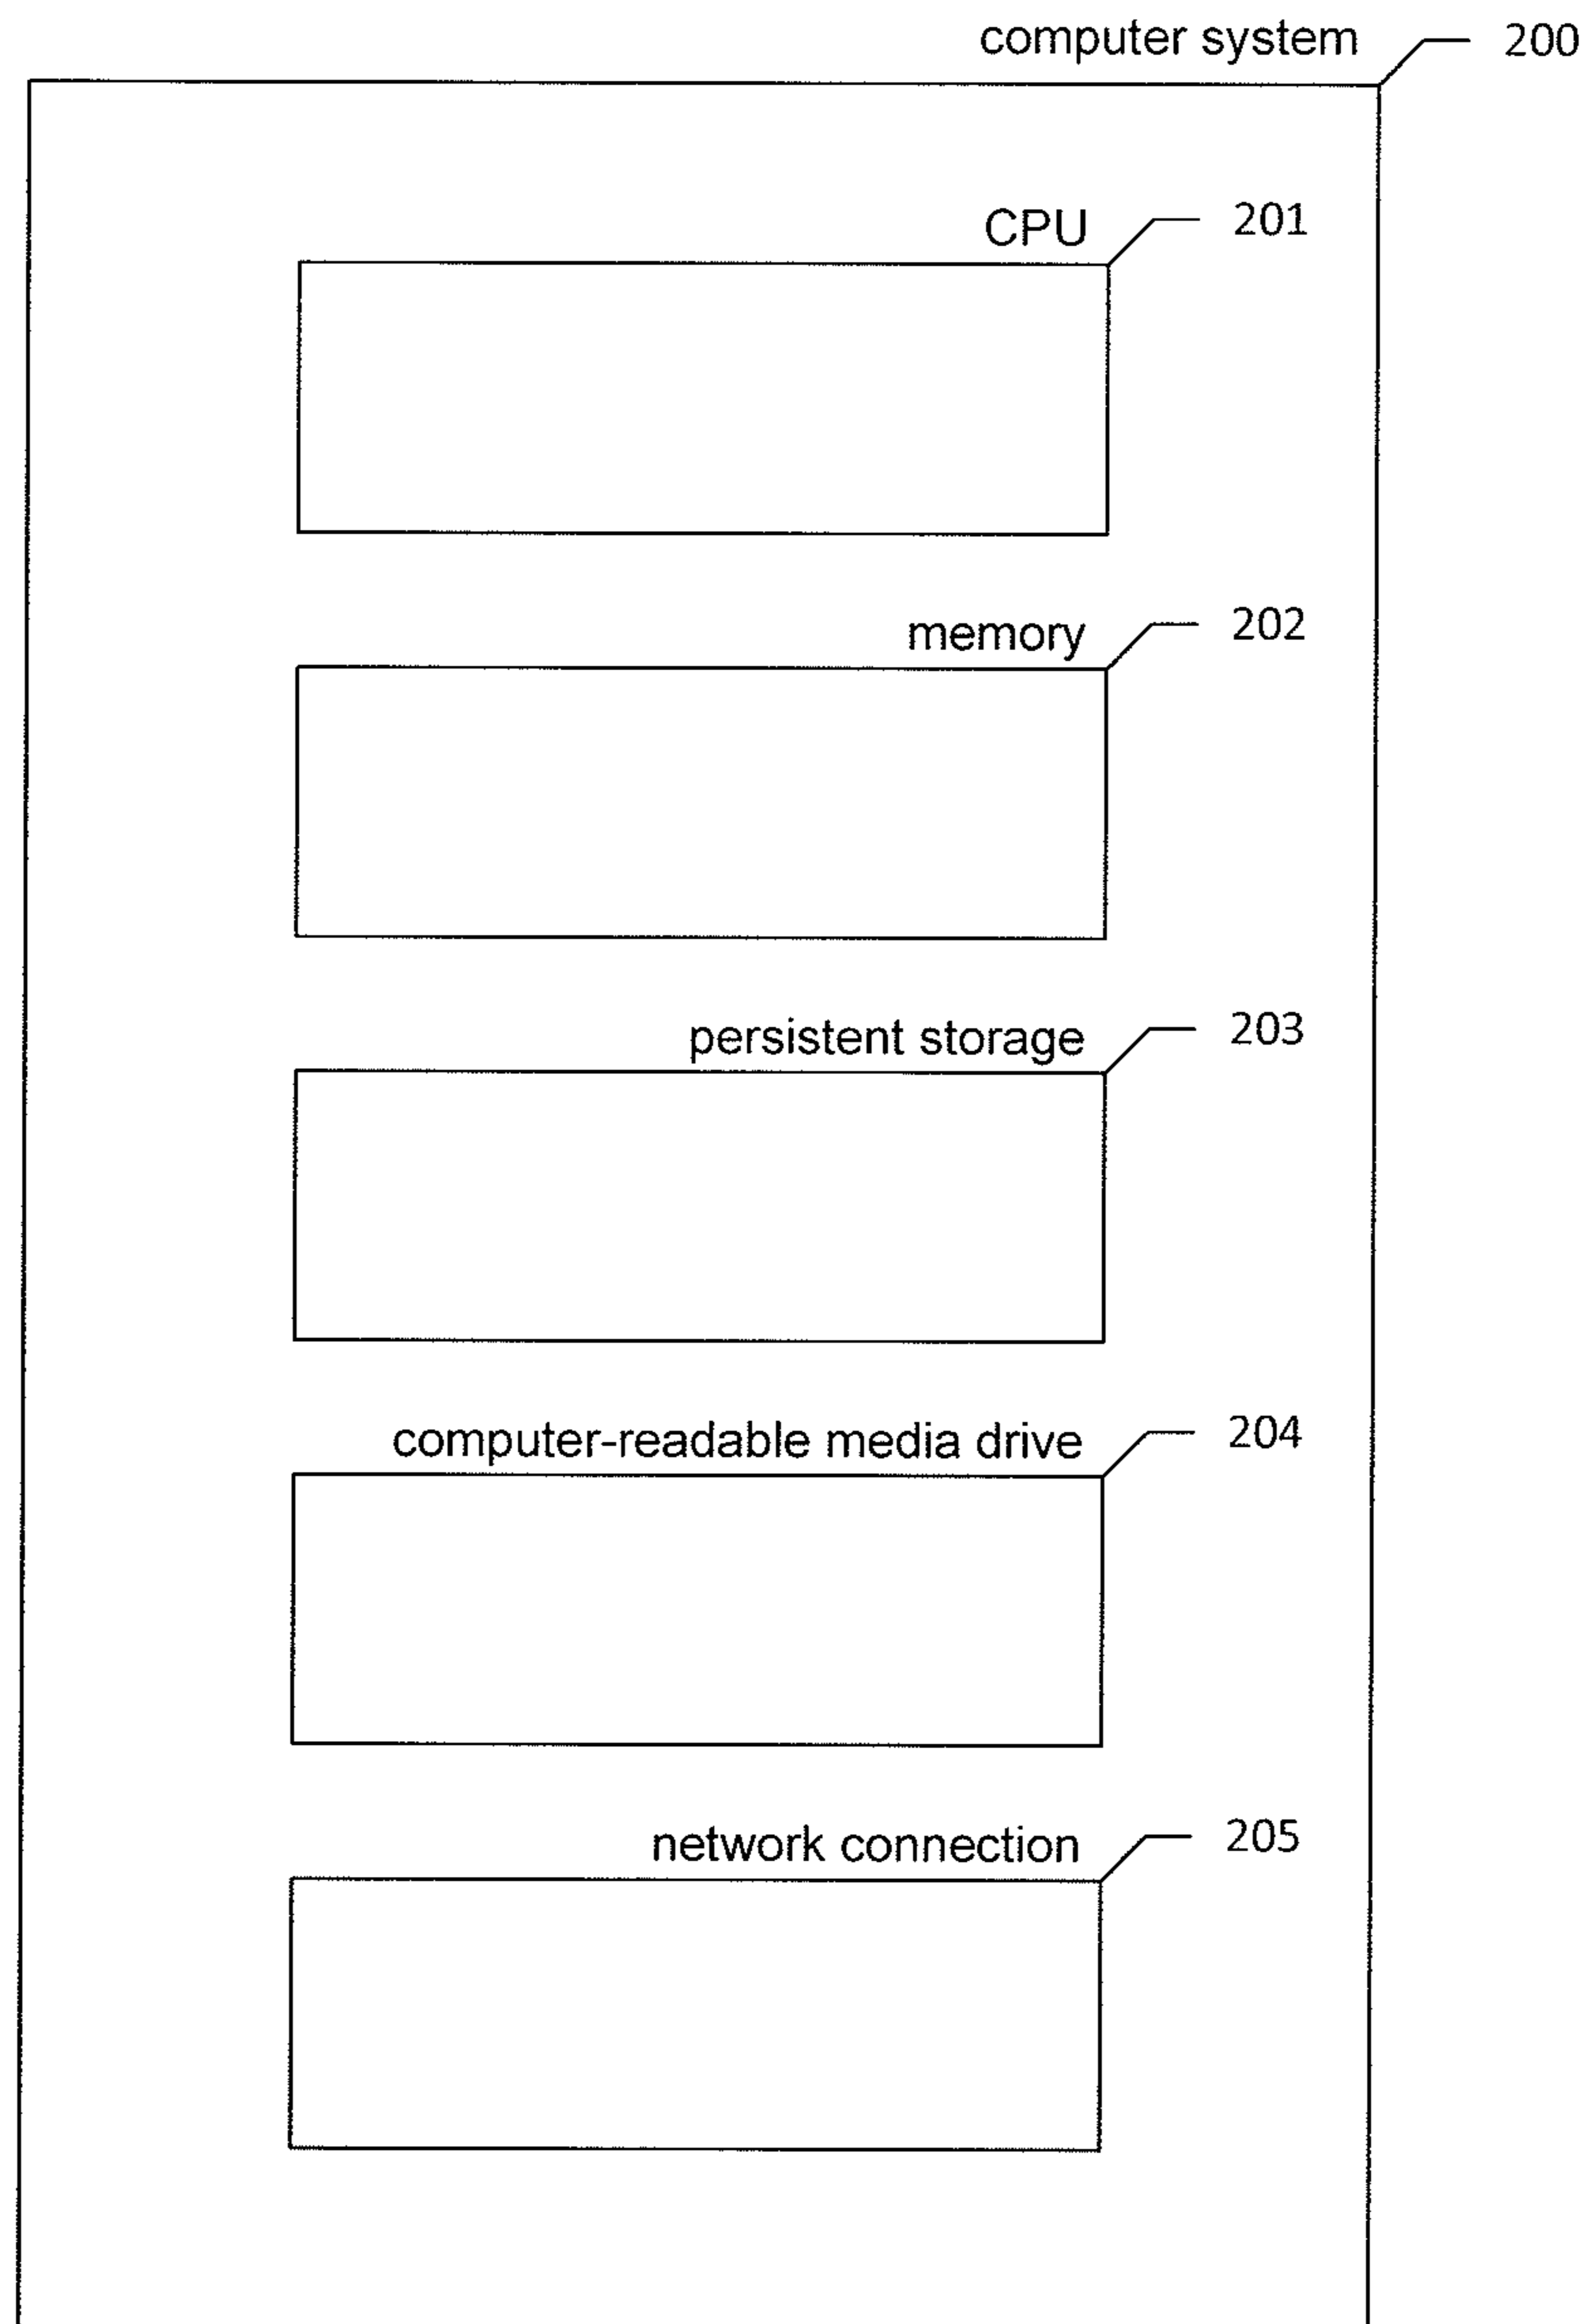 computer system 200
CPU 201
memory 202
persistent storage 203
computer-readable media drive 204
network connection 205